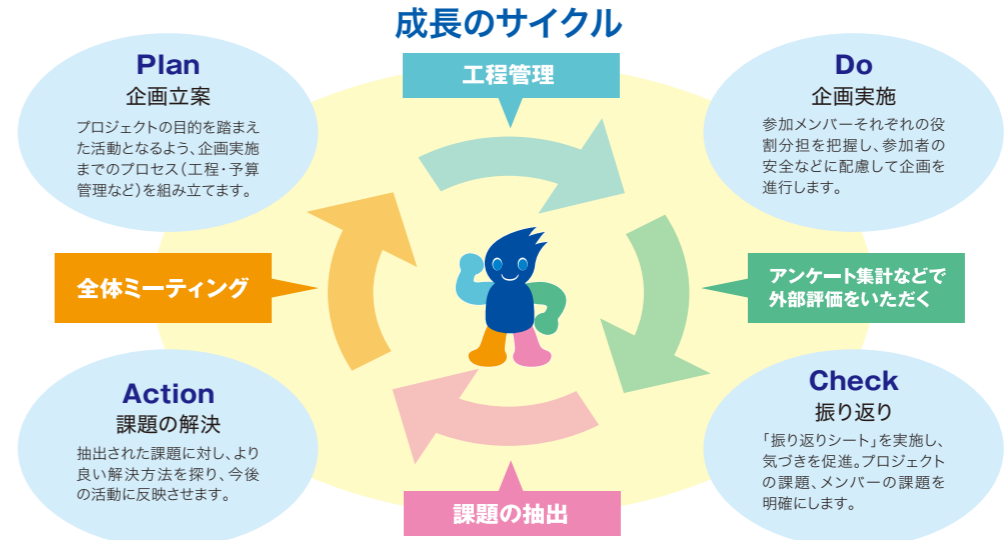 成長のサイクル
工程管理
Plan
企画立案
プロジェクトの目的を踏まえ
た活動となるよう、企画実施
までのプロセス（工程・予算
管理など）を組み立てます。
Do
企画実施
参加メンバーそれぞれの役
割分担を把握し、参加者の
安全などに配慮して企画を
進行します。
全体ミーティング
アンケート集計などで
外部評価をいただく
Action
課題の解決
抽出された課題に対し、より
良い解決方法を探り、今後
の活動に反映させます。
Check
振り返り
「振り返りシート」を実施し、
気づきを促進。プロジェクト
の課題、メンバーの課題を
明確にします。
課題の抽出